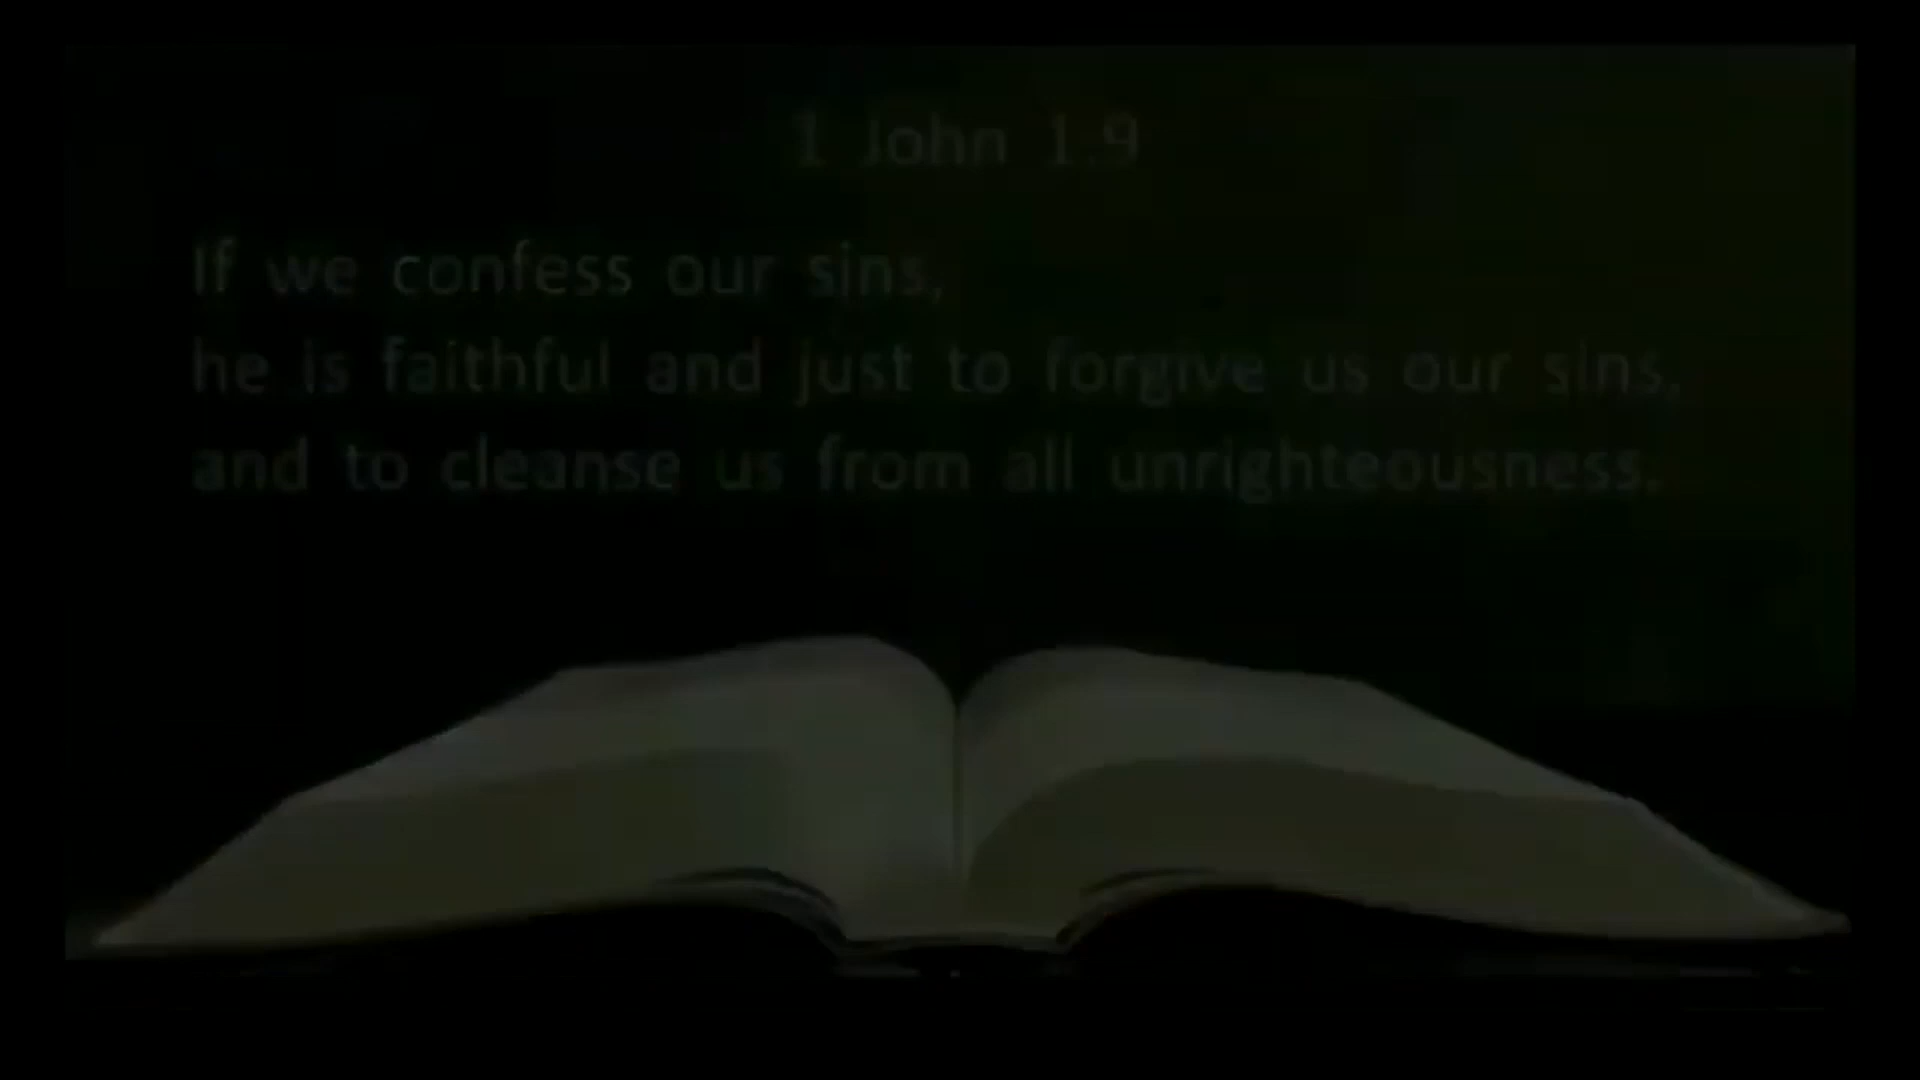 1 John 1:9
If we confess our sins,
he is faithful and just to forgive us our sins,
and to cleanse us from all unrighteousness.